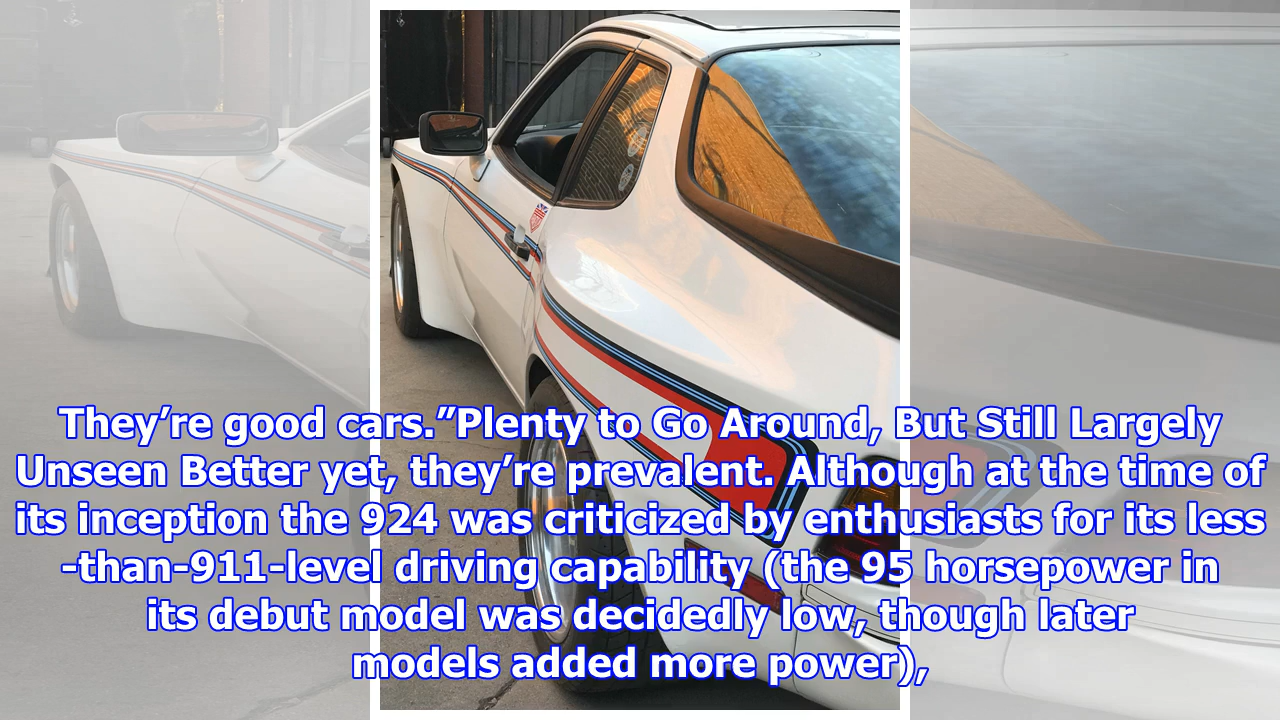 They’re good cars.”Plenty to Go Around, But Still Largely
Unseen Better yet, they’re prevalent. Although at the time of
its inception the 924 was criticized by enthusiasts for its less
-than-911-level driving capability (the 95 horsepower in
its debut model was decidedly low, though later
models added more power),